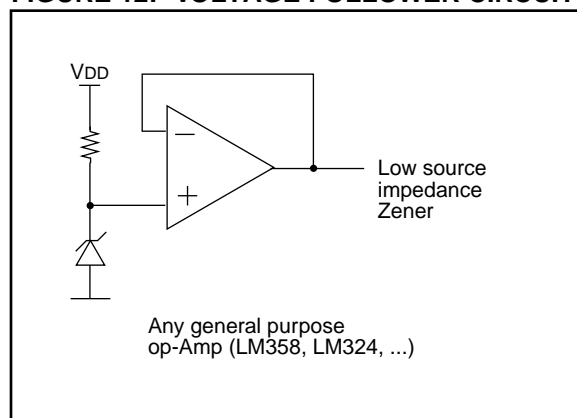 FIGURE 12: VOLTAGE FOLLOWER CIRCUIT
VDD
−
+
Low source
impedance
Zener
Any general purpose
op-Amp (LM358, LM324, ...)